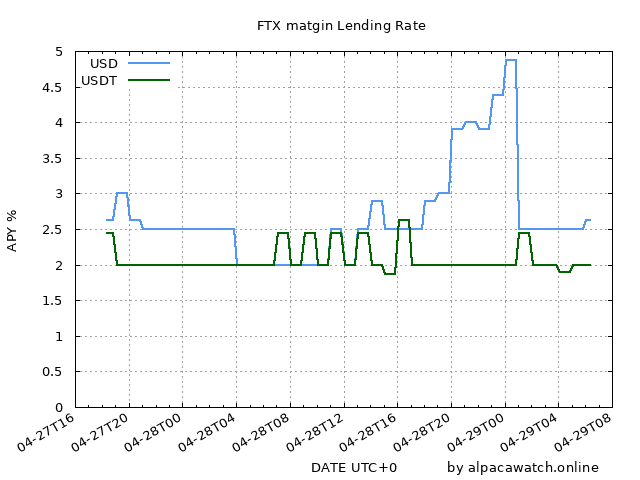 FTX matgin Lending Rate
USD
USDT
5
4.5
4
3.5
3
2.5
2
1.5
1
0.5
0
APY %
04-27T16
04-27T20
04-28T00
04-28T04
04-28T08
04-28T12
04-28T16
04-28T20
04-29T00
04-29T04
04-29T08
DATE UTC+0
by alpacawatch.online